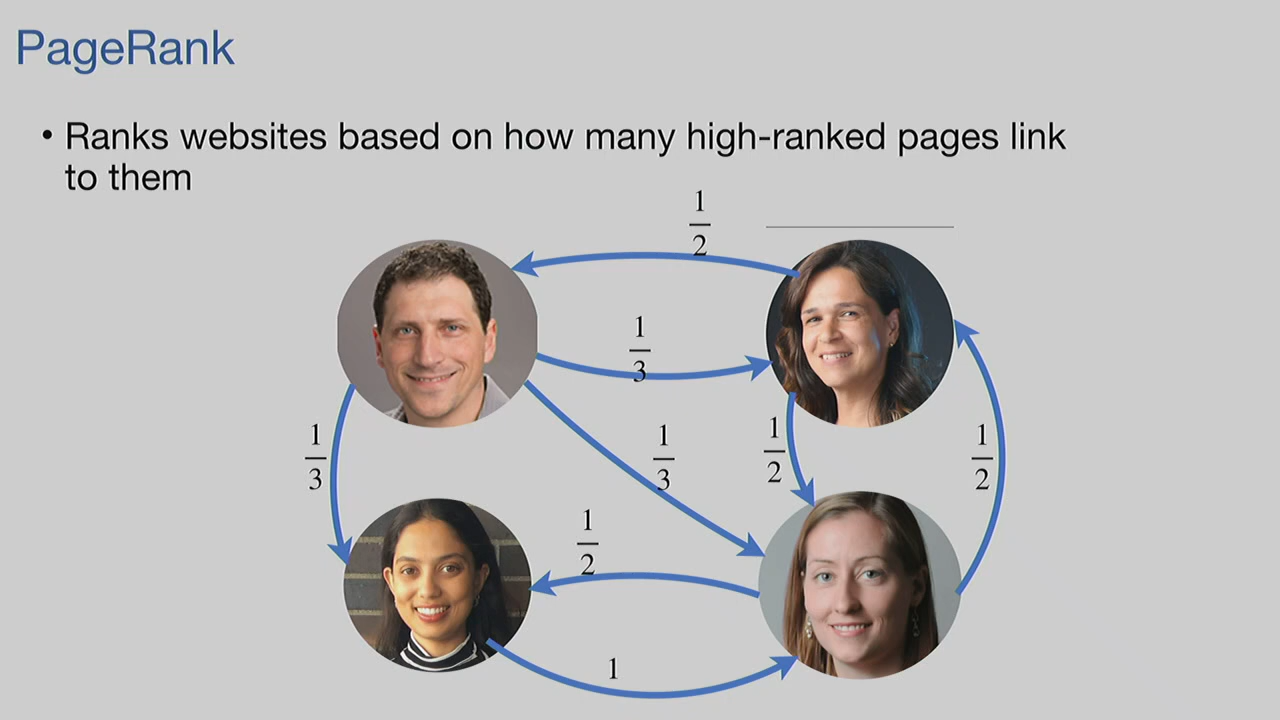 PageRank
• Ranks websites based on how many high-ranked pages link
to them
1/2
1/3
1/3
1/3
1/2
1/2
1/2
1